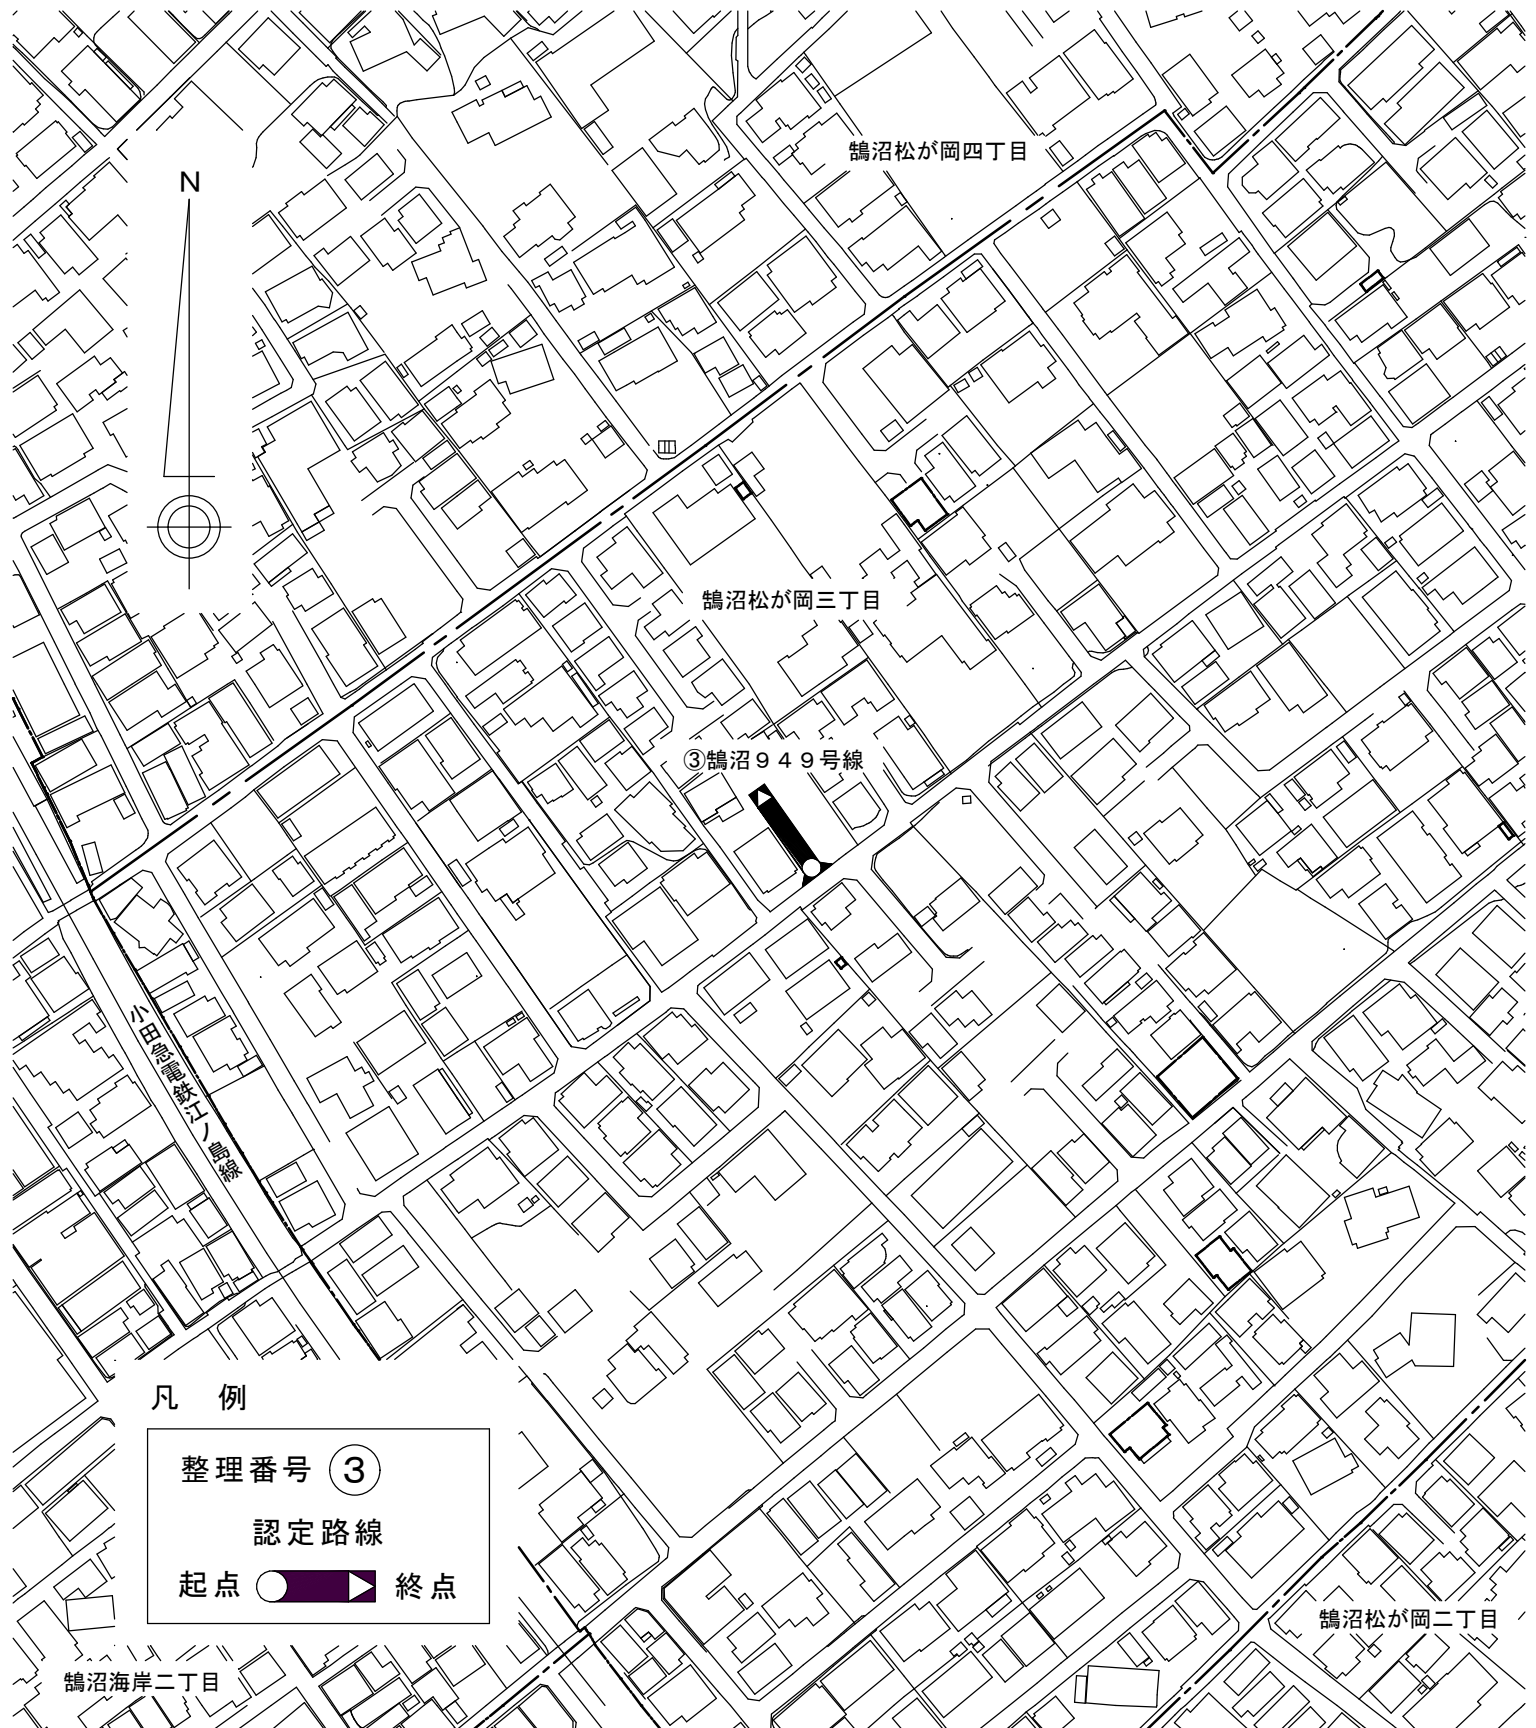 鵠沼松が岡四丁目
N
鵠沼松が岡三丁目
③鵠沼９４９号線
小田急電鉄江ノ島線
凡 例
整理番号 ③
認定路線
起点 終点
鵠沼松が岡二丁目
鵠沼海岸二丁目